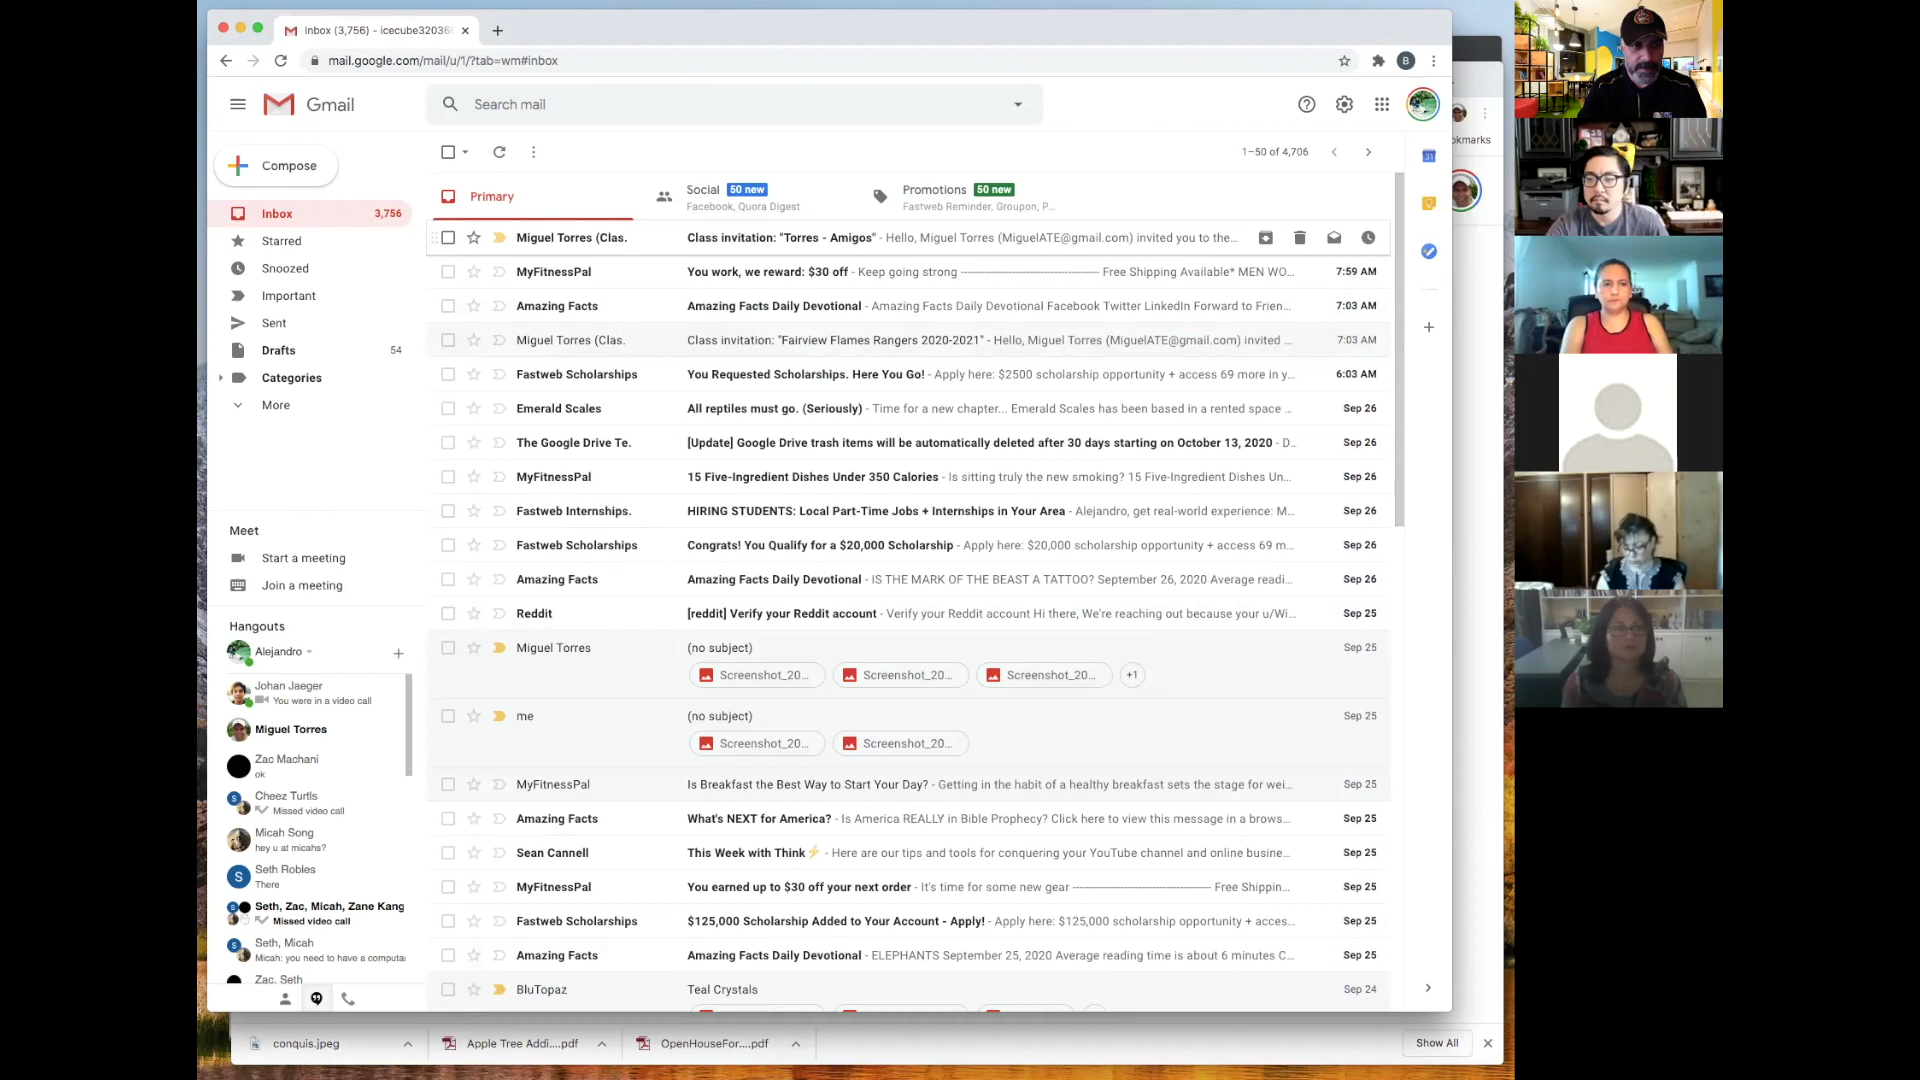 Inbox (3,756) - icecube32036
mail.google.com/mail/u/1/?tab=wm#inbox
B
Gmail
Search mail
okmarks
Compose
1–50 of 4,706
31
Primary
Social 50 new
Facebook, Quora Digest
Promotions 50 new
Fastweb Reminder, Groupon, P...
Inbox 3,756
Starred
Snoozed
Important
Sent
Drafts 54
Categories
More
Miguel Torres (Clas. Class invitation: "Torres - Amigos" - Hello, Miguel Torres (MiguelATE@gmail.com) invited you to the...
MyFitnessPal You work, we reward: $30 off - Keep going strong ---------- Free Shipping Available* MEN WO... 7:59 AM
Amazing Facts Amazing Facts Daily Devotional - Amazing Facts Daily Devotional Facebook Twitter LinkedIn Forward to Frien... 7:03 AM
Miguel Torres (Clas. Class invitation: "Fairview Flames Rangers 2020-2021" - Hello, Miguel Torres (MiguelATE@gmail.com) invited ... 7:03 AM
Fastweb Scholarships You Requested Scholarships. Here You Go! - Apply here: $2500 scholarship opportunity + access 69 more in y... 6:03 AM
Emerald Scales All reptiles must go. (Seriously) - Time for a new chapter... Emerald Scales has been based in a rented space ... Sep 26
The Google Drive Te. [Update] Google Drive trash items will be automatically deleted after 30 days starting on October 13, 2020 - D... Sep 26
MyFitnessPal 15 Five-Ingredient Dishes Under 350 Calories - Is sitting truly the new smoking? 15 Five-Ingredient Dishes Un... Sep 26
Fastweb Internships. HIRING STUDENTS: Local Part-Time Jobs + Internships in Your Area - Alejandro, get real-world experience: M... Sep 26
Fastweb Scholarships Congrats! You Qualify for a $20,000 Scholarship - Apply here: $20,000 scholarship opportunity + access 69 m... Sep 26
Amazing Facts Amazing Facts Daily Devotional - IS THE MARK OF THE BEAST A TATTOO? September 26, 2020 Average readi... Sep 26
Reddit [reddit] Verify your Reddit account - Verify your Reddit account Hi there, We're reaching out because your u/Wi... Sep 25
Miguel Torres (no subject) Sep 25
Screenshot_20... Screenshot_20... Screenshot_20... +1
me (no subject) Sep 25
Screenshot_20... Screenshot_20...
MyFitnessPal Is Breakfast the Best Way to Start Your Day? - Getting in the habit of a healthy breakfast sets the stage for wei... Sep 25
Amazing Facts What's NEXT for America? - Is America REALLY in Bible Prophecy? Click here to view this message in a brows... Sep 25
Sean Cannell This Week with Think⚡ - Here are our tips and tools for conquering your YouTube channel and online busine... Sep 25
MyFitnessPal You earned up to $30 off your next order - It's time for some new gear ---------- Free Shippin... Sep 25
Fastweb Scholarships $125,000 Scholarship Added to Your Account - Apply! - Apply here: $125,000 scholarship opportunity + acces... Sep 25
Amazing Facts Amazing Facts Daily Devotional - ELEPHANTS September 25, 2020 Average reading time is about 6 minutes C... Sep 25
BluTopaz Teal Crystals Sep 24
Meet
Start a meeting
Join a meeting
Hangouts
Alejandro
Johan Jaeger
You were in a video call
Miguel Torres
Zac Machani
ok
Cheez Turtls
Missed video call
Micah Song
hey u at micahs?
S Seth Robles
There
Seth, Zac, Micah, Zane Kang
Missed video call
Seth, Micah
Micah: you need to have a computa
Zac, Seth
conquis.jpeg
Apple Tree Addi....pdf
OpenHouseFor....pdf
Show All